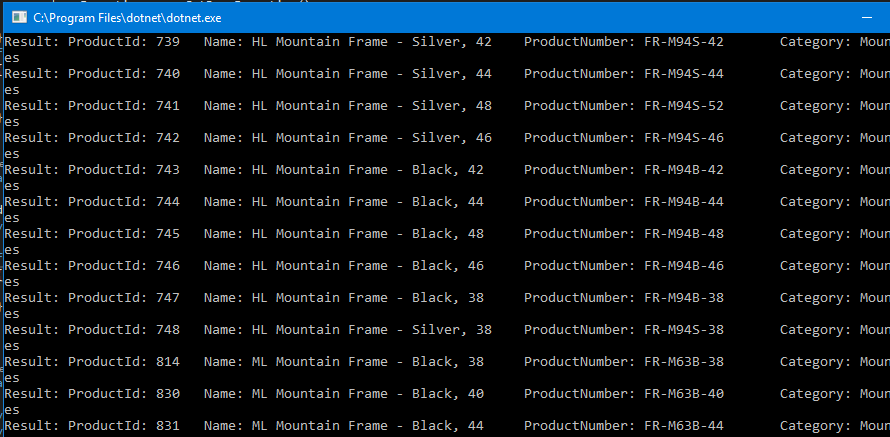 C:\Program Files\dotnet\dotnet.exe
Result: ProductId: 739 Name: HL Mountain Frame - Silver, 42 ProductNumber: FR-M94S-42 Category: Moun
es
Result: ProductId: 740 Name: HL Mountain Frame - Silver, 44 ProductNumber: FR-M94S-44 Category: Moun
es
Result: ProductId: 741 Name: HL Mountain Frame - Silver, 48 ProductNumber: FR-M94S-52 Category: Moun
es
Result: ProductId: 742 Name: HL Mountain Frame - Silver, 46 ProductNumber: FR-M94S-46 Category: Moun
es
Result: ProductId: 743 Name: HL Mountain Frame - Black, 42 ProductNumber: FR-M94B-42 Category: Moun
es
Result: ProductId: 744 Name: HL Mountain Frame - Black, 44 ProductNumber: FR-M94B-44 Category: Moun
es
Result: ProductId: 745 Name: HL Mountain Frame - Black, 48 ProductNumber: FR-M94B-48 Category: Moun
es
Result: ProductId: 746 Name: HL Mountain Frame - Black, 46 ProductNumber: FR-M94B-46 Category: Moun
es
Result: ProductId: 747 Name: HL Mountain Frame - Black, 38 ProductNumber: FR-M94B-38 Category: Moun
es
Result: ProductId: 748 Name: HL Mountain Frame - Silver, 38 ProductNumber: FR-M94S-38 Category: Moun
es
Result: ProductId: 814 Name: ML Mountain Frame - Black, 38 ProductNumber: FR-M63B-38 Category: Moun
es
Result: ProductId: 830 Name: ML Mountain Frame - Black, 40 ProductNumber: FR-M63B-40 Category: Moun
es
Result: ProductId: 831 Name: ML Mountain Frame - Black, 44 ProductNumber: FR-M63B-44 Category: Moun